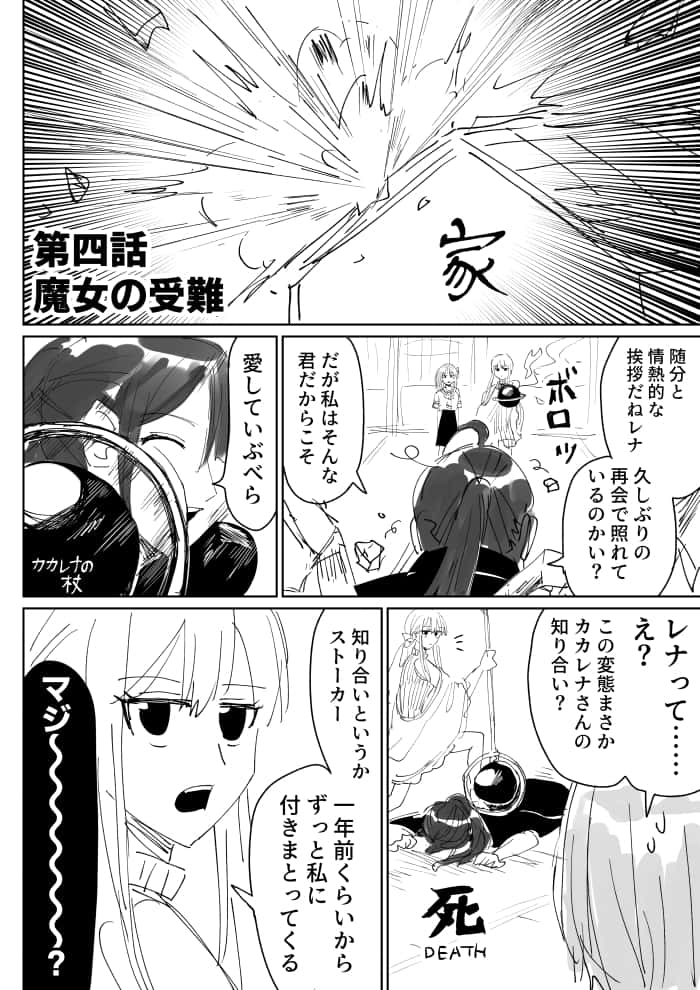 第四話
魔女の受難
家
随分と
情熱的な
挨拶だねレナ
久しぶりの
再会で照れて
いるのかい？
ボロッ
だが私はそんな
君だからこそ
愛していぶべら
カカレナの
杖
レナって……
え？
この変態まさか
カカレナさんの
知り合い？
死
DEATH
知り合いというか
ストーカー
一年前くらいから
ずっと私に
付きまとってくる
マジ〜〜〜〜〜〜？